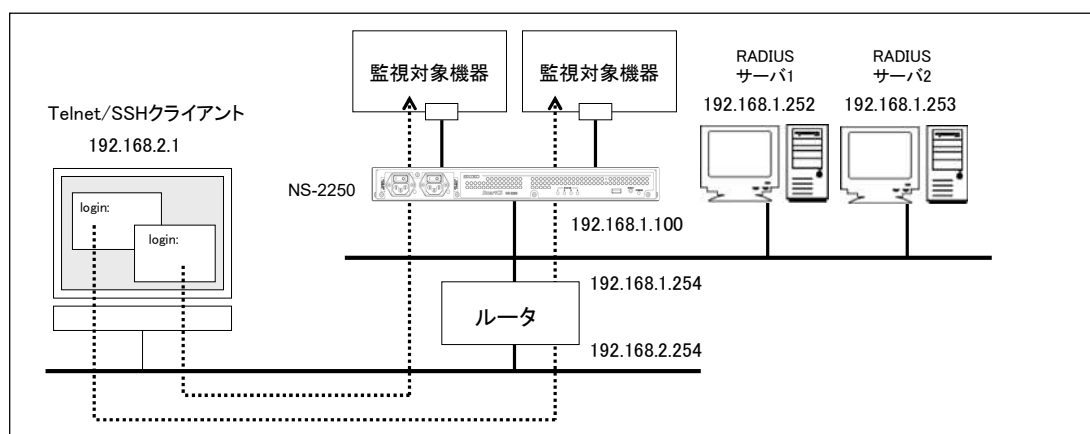 監視対象機器
監視対象機器
RADIUS
サーバ1
192.168.1.252
RADIUS
サーバ2
192.168.1.253
Telnet/SSHクライアント
192.168.2.1
login:
login:
NS-2250
192.168.1.100
192.168.1.254
ルータ
192.168.2.254